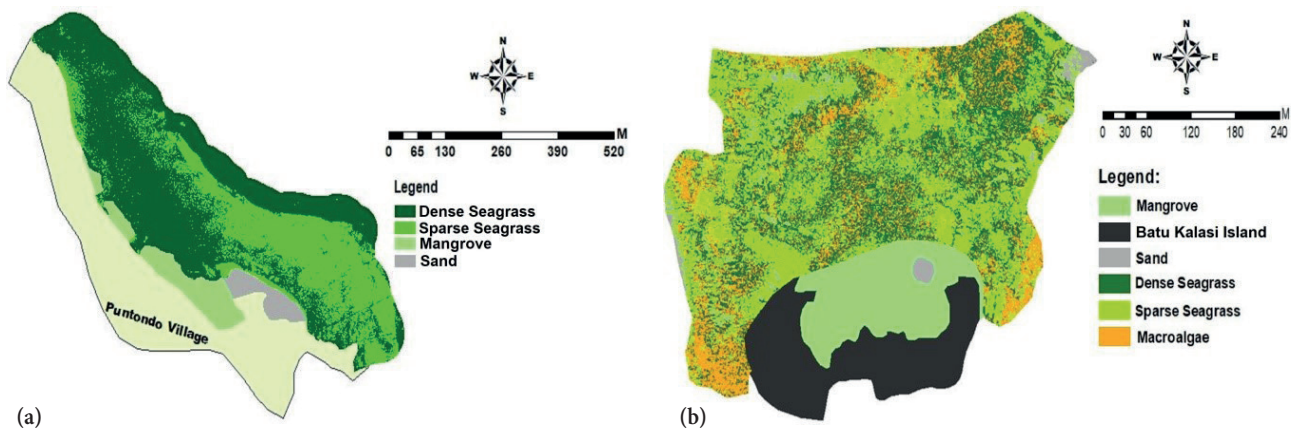 N
W E
S
M
0 65 130 260 390 520
Legend
Dense Seagrass
Sparse Seagrass
Mangrove
Sand
Puntondo Village
(a)
N
W E
S
M
0 30 60 120 180 240
Legend:
Mangrove
Batu Kalasi Island
Sand
Dense Seagrass
Sparse Seagrass
Macroalgae
(b)